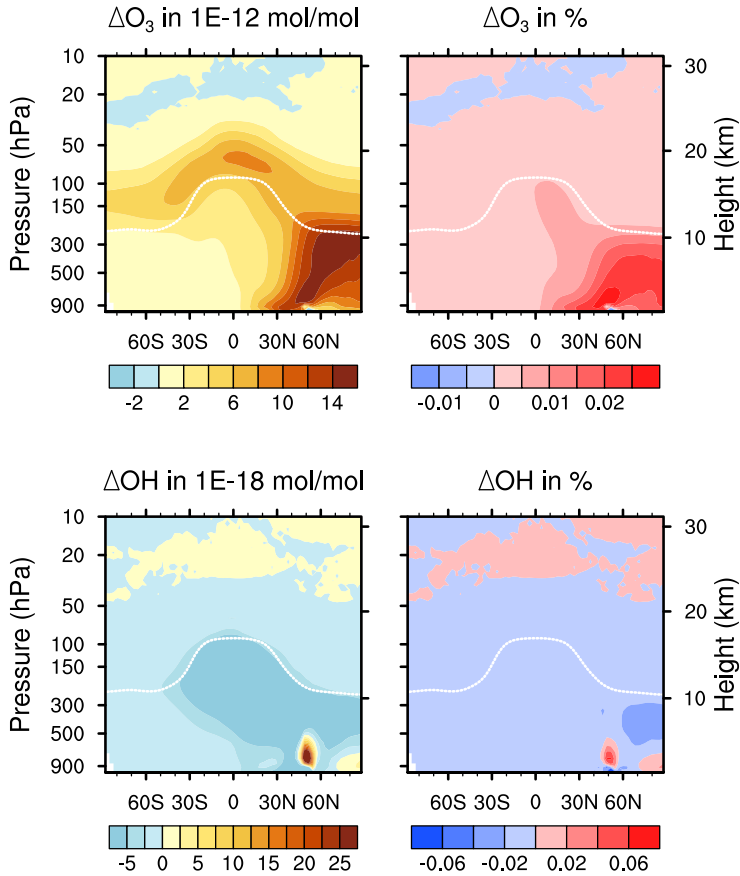 ΔO₃ in 1E-12 mol/mol
ΔO₃ in %
10
20
50
100
150
300
500
900
Pressure (hPa)
30
20
10
Height (km)
60S 30S 0 30N 60N
60S 30S 0 30N 60N
-2 2 6 10 14
-0.01 0 0.01 0.02
ΔOH in 1E-18 mol/mol
ΔOH in %
10
20
50
100
150
300
500
900
Pressure (hPa)
30
20
10
Height (km)
60S 30S 0 30N 60N
60S 30S 0 30N 60N
-5 0 5 10 15 20 25
-0.06 -0.02 0.02 0.06